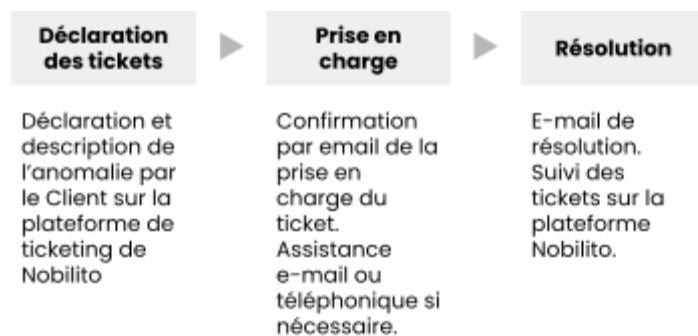 Déclaration
des tickets
Prise en
charge
Résolution
Déclaration et
description de
l'anomalie par
le Client sur la
plateforme de
ticketing de
Nobilito
Confirmation
par email de la
prise en
charge du
ticket.
Assistance
e-mail ou
téléphonique si
nécessaire.
E-mail de
résolution.
Suivi des
tickets sur la
plateforme
Nobilito.